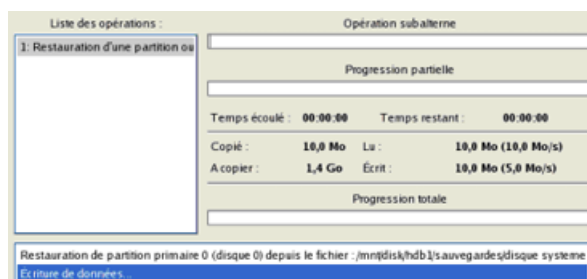 Liste des opérations :
Opération subalterne
1: Restauration d'une partition ou
Progression partielle
Temps écoulé : 00:00:00 Temps restant : 00:00:00
Copié : 10,0 Mo Lu : 10,0 Mo (10,0 Mo/s)
A copier : 1,4 Go Écrit : 10,0 Mo (5,0 Mo/s)
Progression totale
Restauration de partition primaire 0 (disque 0) depuis le fichier : /mntjdisk/hdb1/sauvegardes/disque systeme
Ecriture de données...